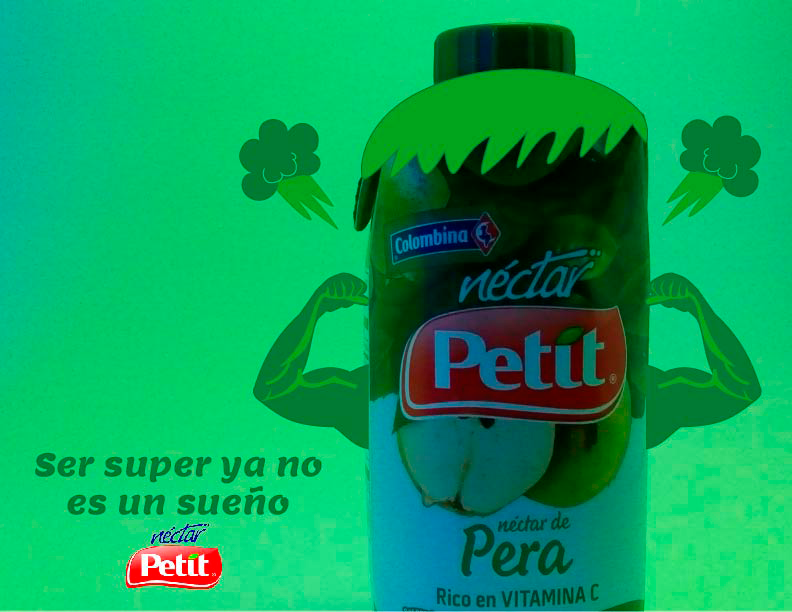 Colombina
néctar
Petit
néctar de
Pera
Rico en VITAMINA C
Ser super ya no
es un sueño
néctar
Petit